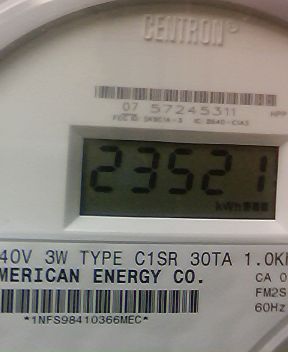 CENTRON
07 57245311
23521
kWh
40V 3W TYPE C1SR 30TA 1.0K
MERICAN ENERGY CO.
CA 0
FM2S
60Hz
*1NFS98410366MEC*